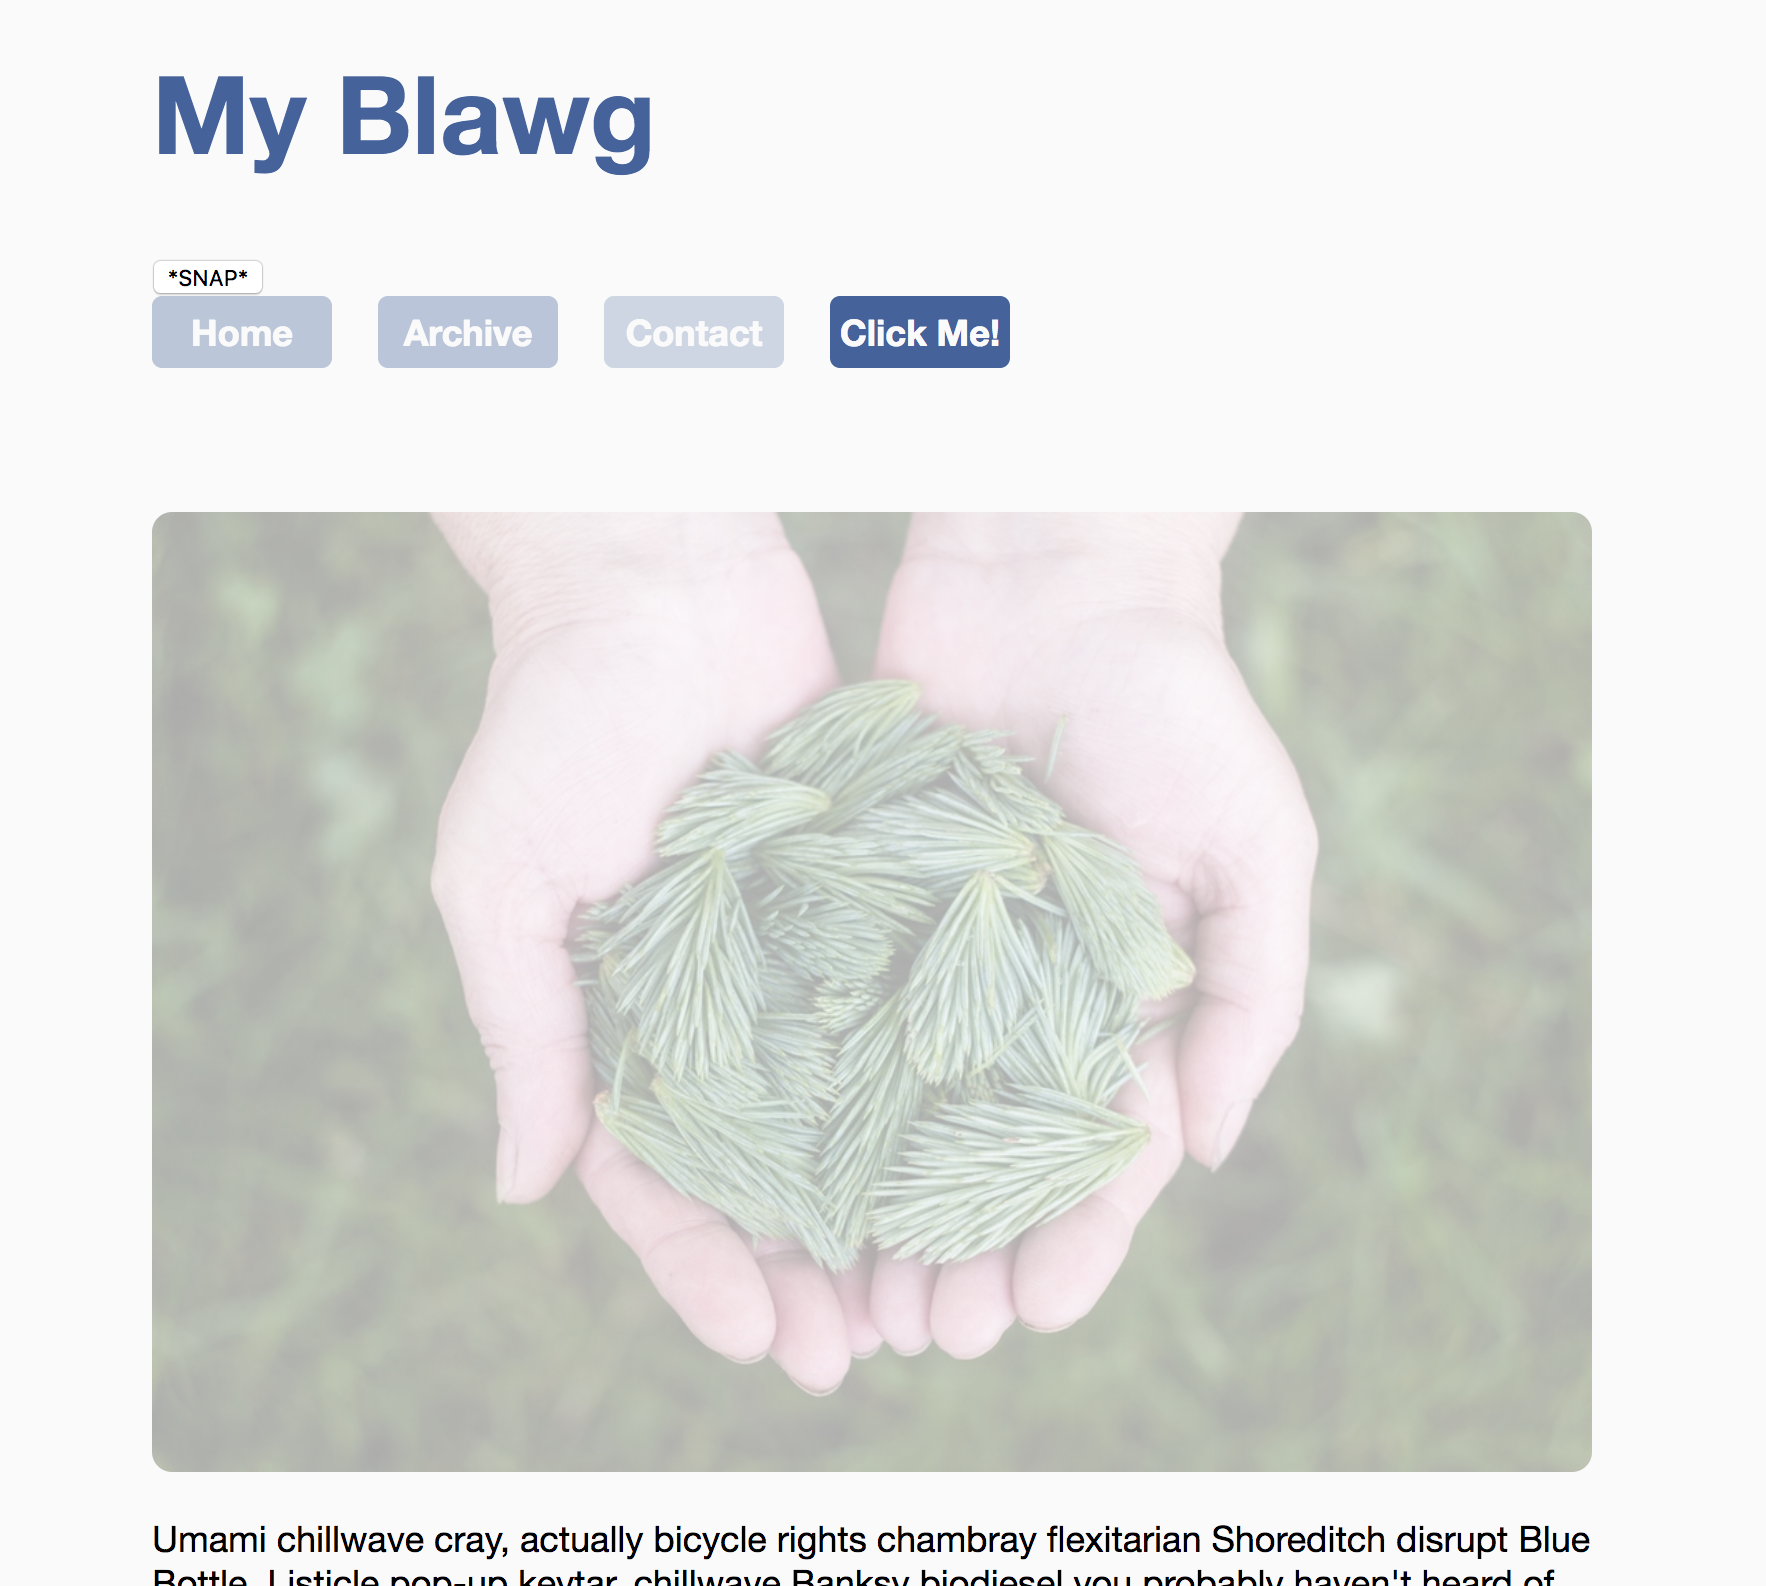 My Blawg
*SNAP*
Home Archive Contact Click Me!
Umami chillwave cray, actually bicycle rights chambray flexitarian Shoreditch disrupt Blue
Bottle. Listicle pop-up keytar, chillwave Banksy biodiesel you probably haven't heard of